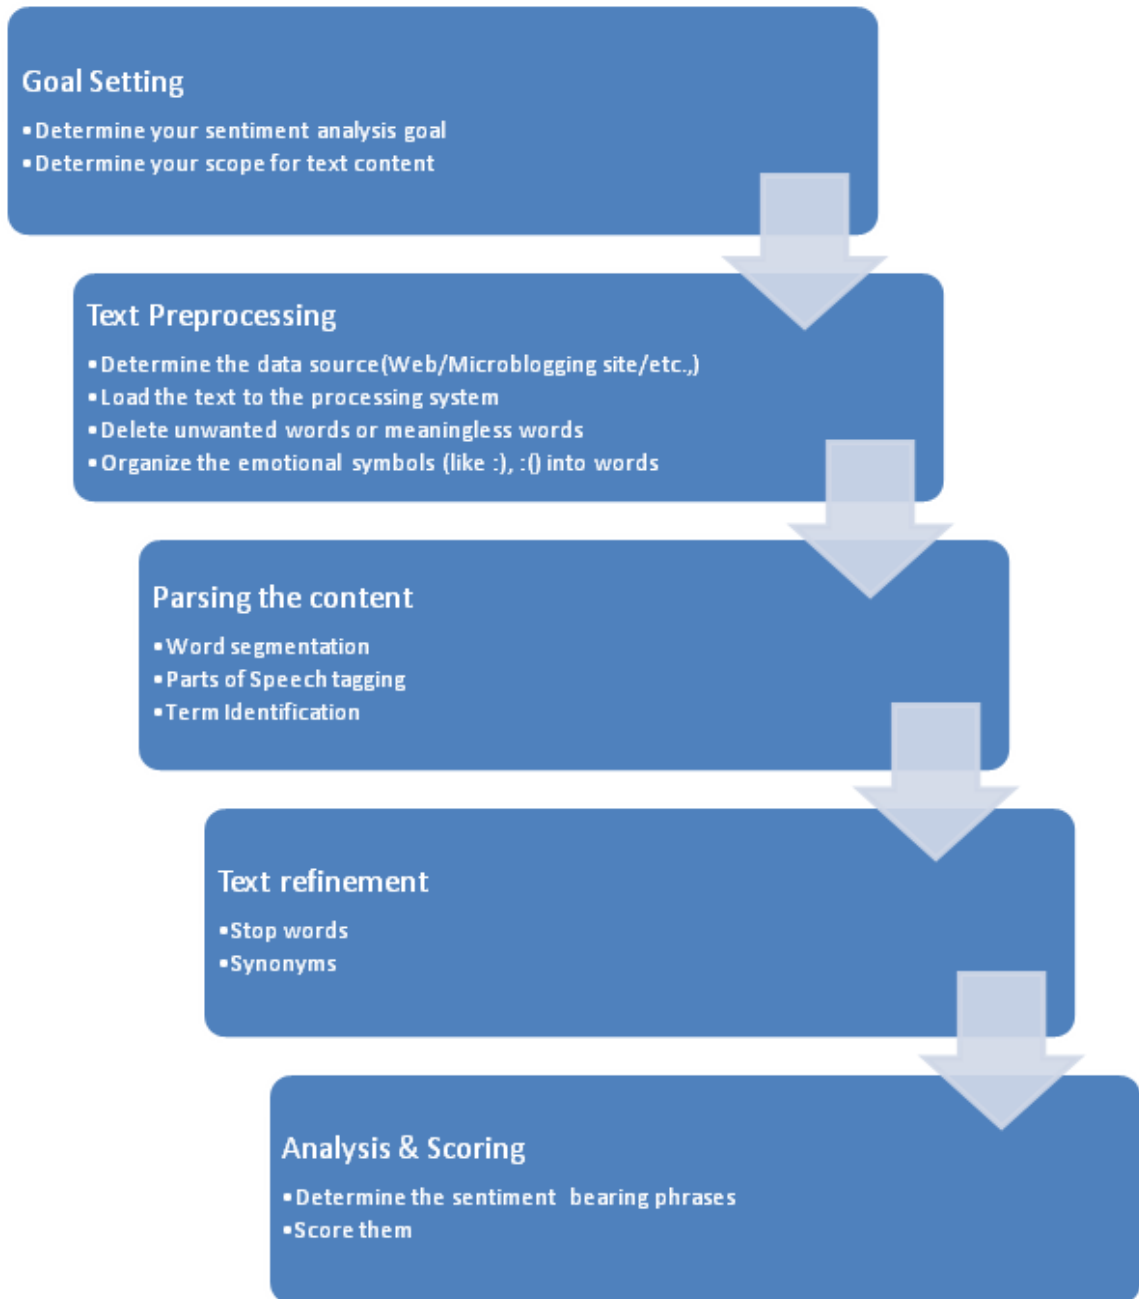 Goal Setting
▪Determine your sentiment analysis goal
▪Determine your scope for text content
Text Preprocessing
▪Determine the data source(Web/Microblogging site/etc.,)
▪Load the text to the processing system
▪Delete unwanted words or meaningless words
▪Organize the emotional symbols (like :), :() into words
Parsing the content
▪Word segmentation
▪Parts of Speech tagging
▪Term Identification
Text refinement
▪Stop words
▪Synonyms
Analysis & Scoring
▪Determine the sentiment bearing phrases
▪Score them